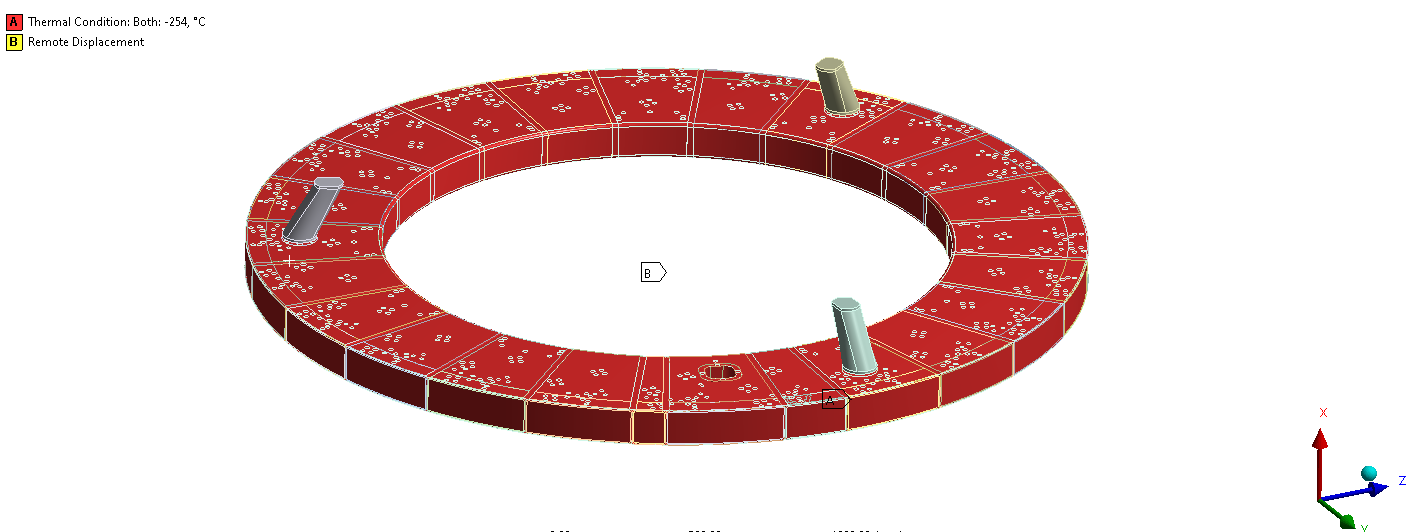 A Thermal Condition: Both: -254, °C
B Remote Displacement
B
A
X
Z